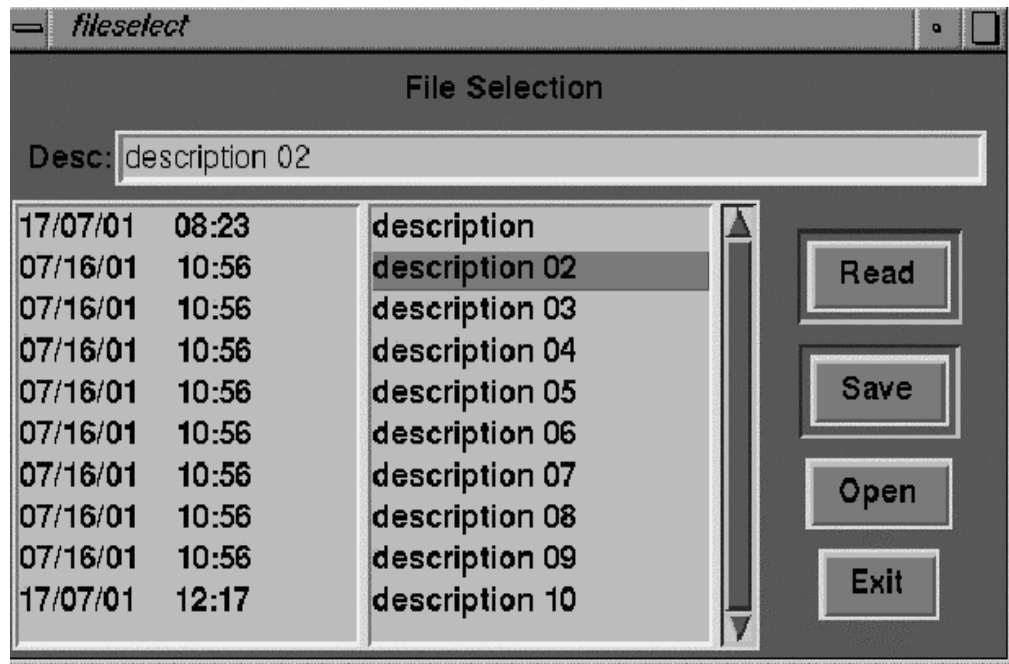 fileselect
File Selection
Desc: description 02
17/07/01 08:23 description
07/16/01 10:56 description 02
07/16/01 10:56 description 03
07/16/01 10:56 description 04
07/16/01 10:56 description 05
07/16/01 10:56 description 06
07/16/01 10:56 description 07
07/16/01 10:56 description 08
07/16/01 10:56 description 09
17/07/01 12:17 description 10
Read
Save
Open
Exit